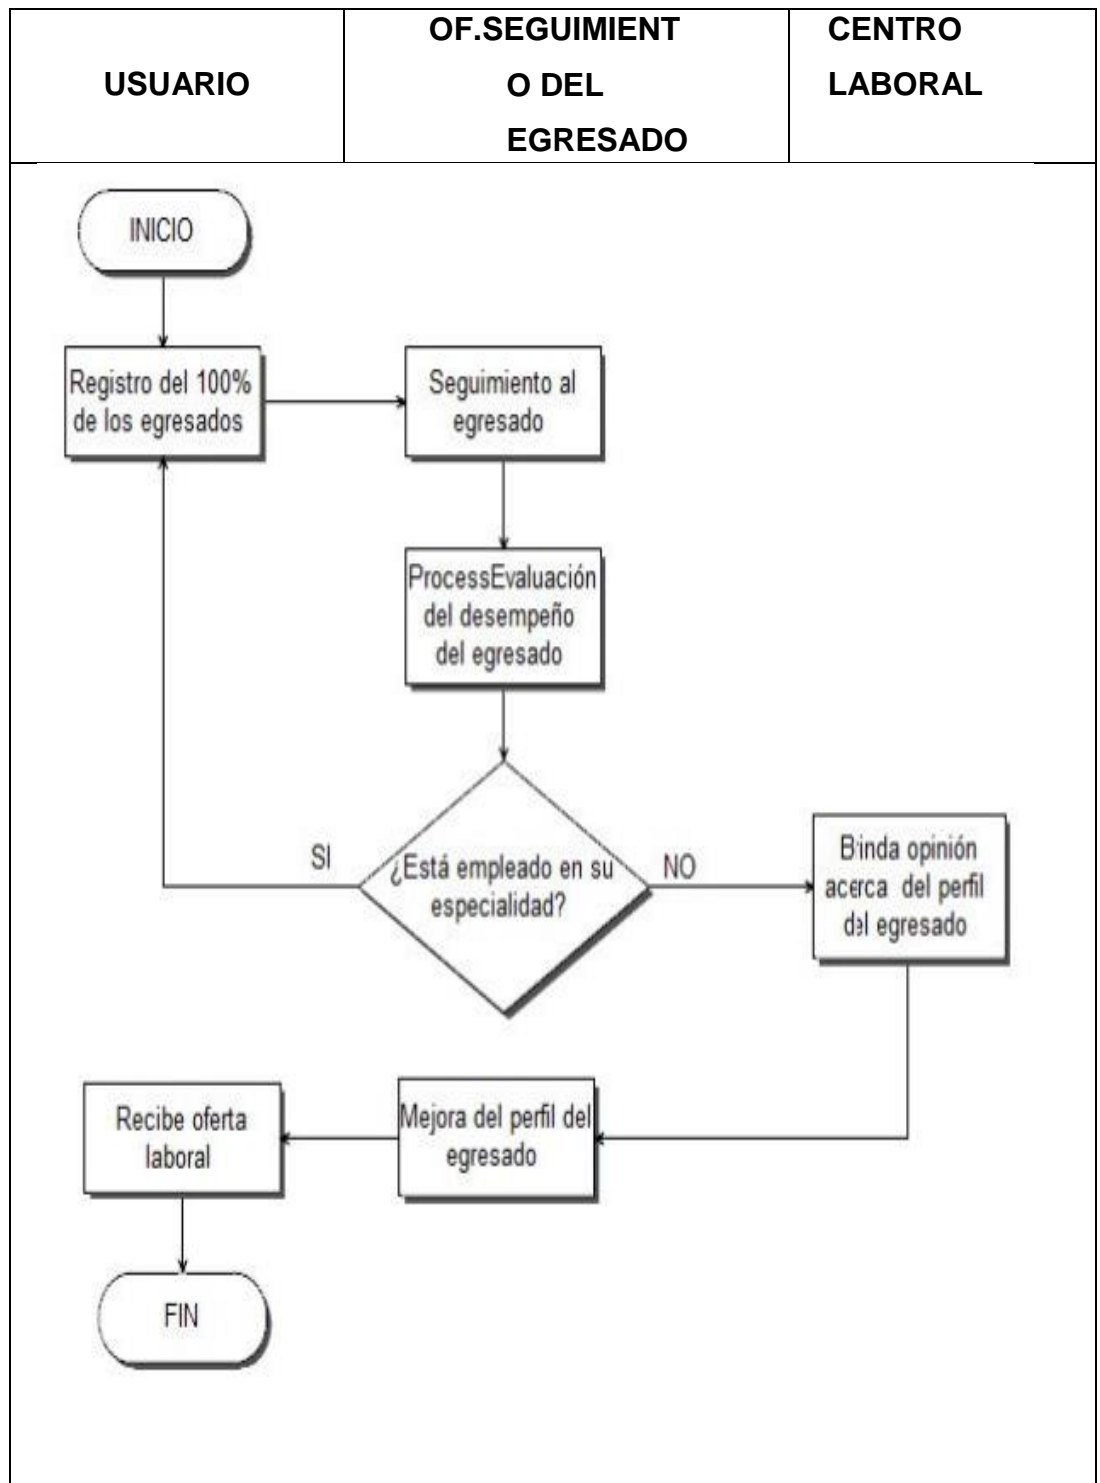 USUARIO
OF.SEGUIMIENT
O DEL
EGRESADO
CENTRO
LABORAL
INICIO
Registro del 100%
de los egresados
Seguimiento al
egresado
ProcessEvaluación
del desempeño
del egresado
¿Está empleado en su
especialidad?
SI
NO
Brinda opinión
acerca del perfil
del egresado
Mejora del perfil del
egresado
Recibe oferta
laboral
FIN